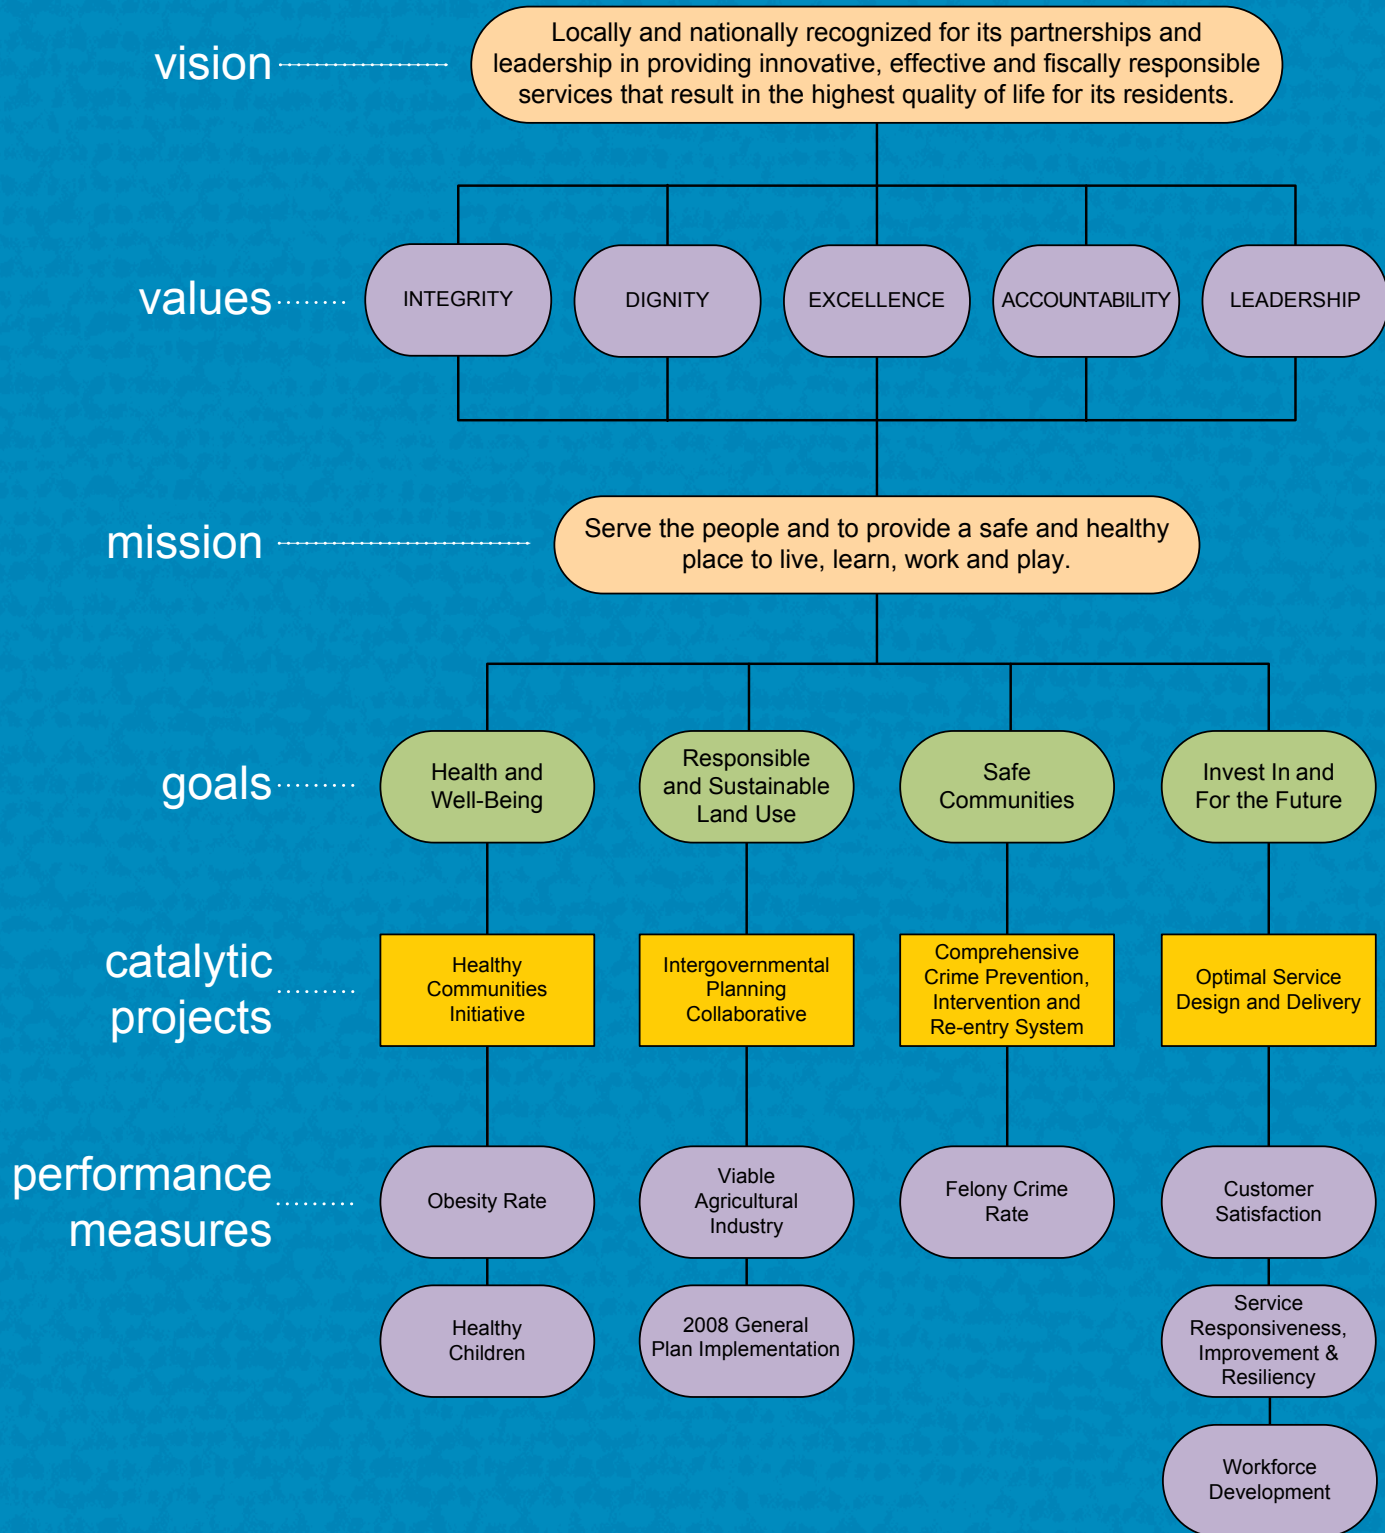 vision
Locally and nationally recognized for its partnerships and
leadership in providing innovative, effective and fiscally responsible
services that result in the highest quality of life for its residents.
values
INTEGRITY
DIGNITY
EXCELLENCE
ACCOUNTABILITY
LEADERSHIP
mission
Serve the people and to provide a safe and healthy
place to live, learn, work and play.
goals
Health and
Well-Being
Responsible
and Sustainable
Land Use
Safe
Communities
Invest In and
For the Future
catalytic
projects
Healthy
Communities
Initiative
Intergovernmental
Planning
Collaborative
Comprehensive
Crime Prevention,
Intervention and
Re-entry System
Optimal Service
Design and Delivery
performance
measures
Obesity Rate
Viable
Agricultural
Industry
Felony Crime
Rate
Customer
Satisfaction
Healthy
Children
2008 General
Plan Implementation
Service
Responsiveness,
Improvement &
Resiliency
Workforce
Development